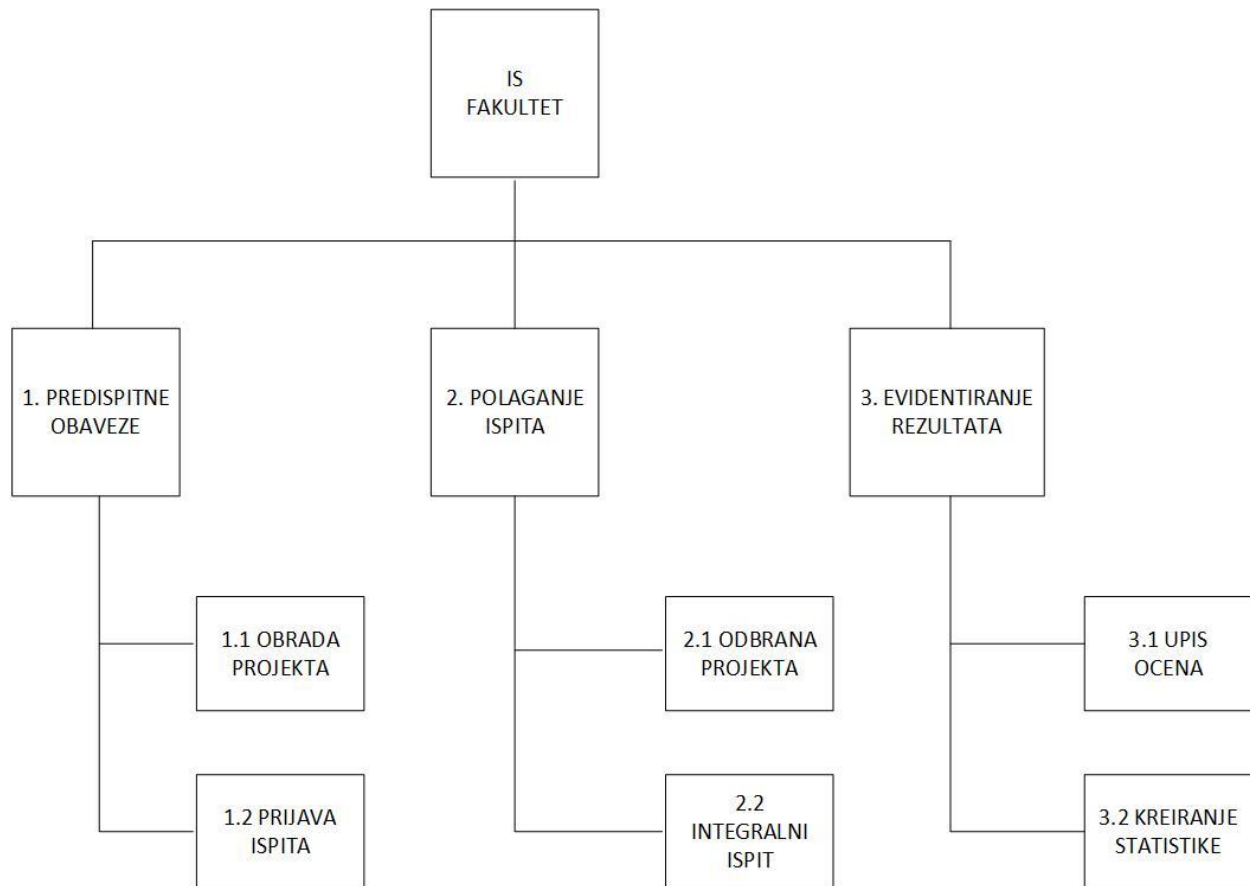 IS
FAKULTET
1. PREDISPITNE
OBAVEZE
2. POLAGANJE
ISPITA
3. EVIDENTIRANJE
REZULTATA
1.1 OBRADA
PROJEKTA
2.1 ODBRANA
PROJEKTA
3.1 UPIS
OCENA
1.2 PRIJAVA
ISPITA
2.2
INTEGRALNI
ISPIT
3.2 KREIRANJE
STATISTIKE